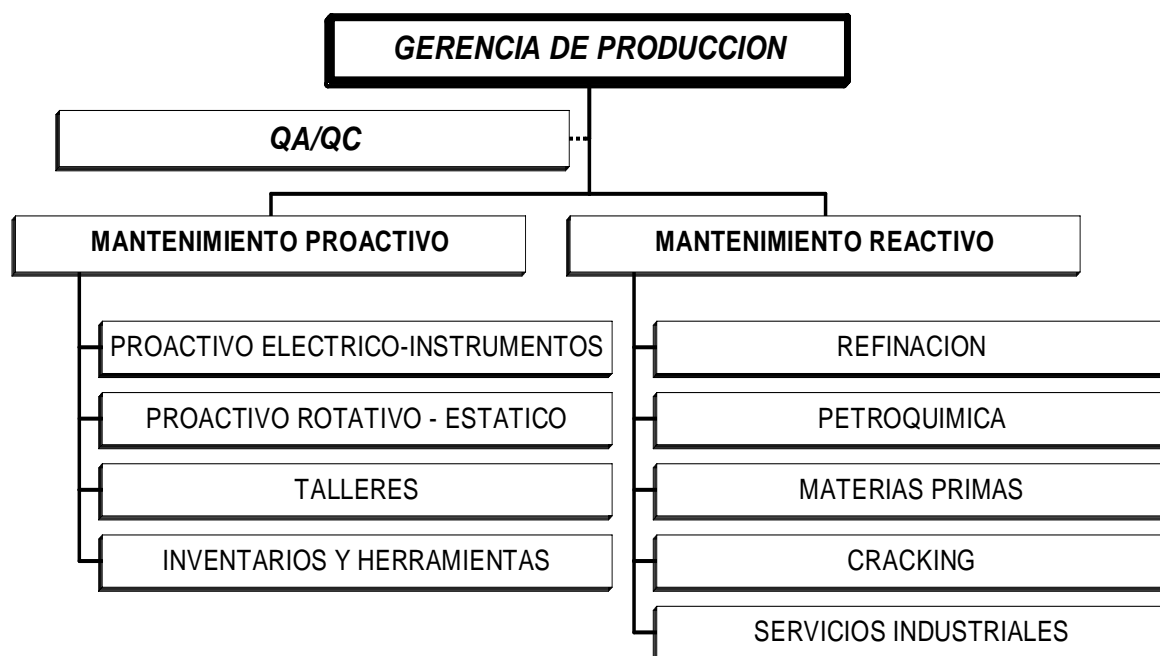 GERENCIA DE PRODUCCION
QA/QC
MANTENIMIENTO PROACTIVO
MANTENIMIENTO REACTIVO
PROACTIVO ELECTRICO-INSTRUMENTOS
PROACTIVO ROTATIVO - ESTATICO
TALLERES
INVENTARIOS Y HERRAMIENTAS
REFINACION
PETROQUIMICA
MATERIAS PRIMAS
CRACKING
SERVICIOS INDUSTRIALES